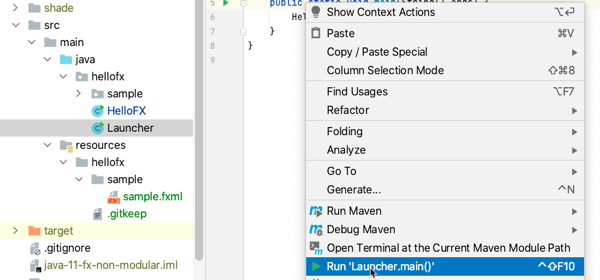 shade
src
main
java
hellofx
sample
HelloFX
Launcher
resources
hellofx
sample
sample.fxml
.gitkeep
target
.gitignore
java-11-fx-non-modular.iml
5
6
7
8
9
public
Hel
}
}
Show Context Actions ⌥⏎
Paste ⌘V
Copy / Paste Special
Column Selection Mode ⇧⌘8
Find Usages ⌥F7
Refactor
Folding
Analyze
Go To
Generate... ^N
Run Maven
Debug Maven
Open Terminal at the Current Maven Module Path
Run 'Launcher.main()' ^⇧F10